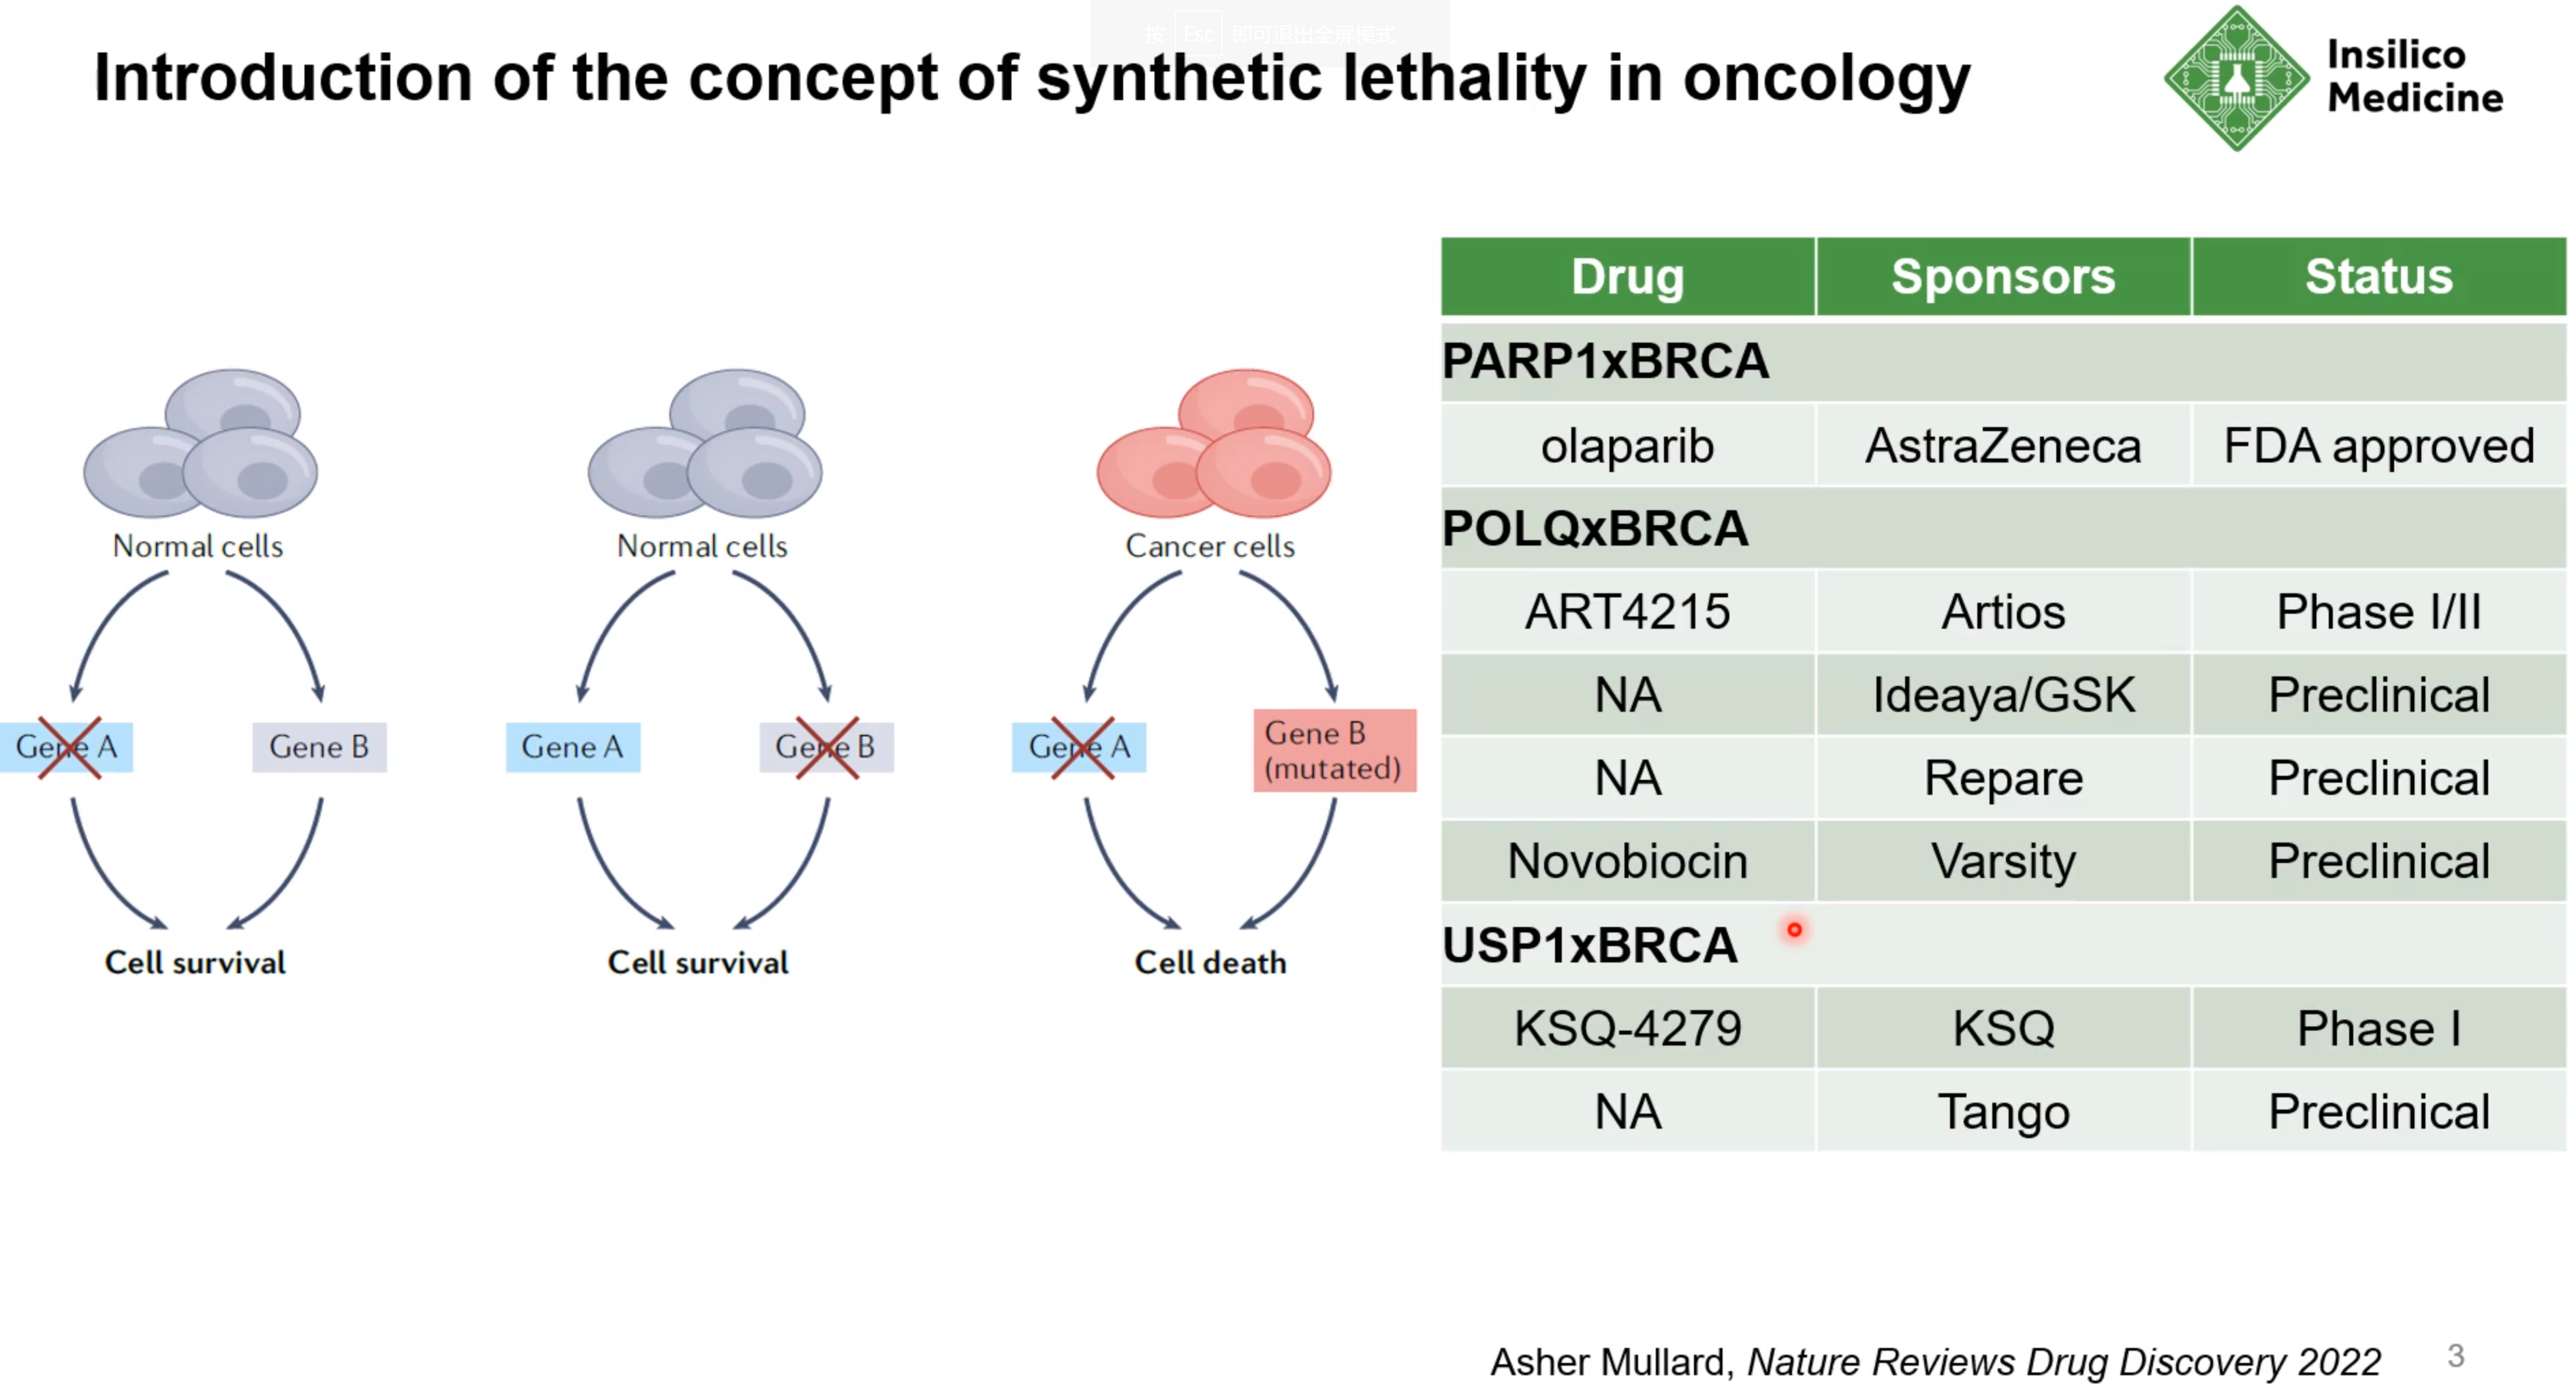 按 Esc 即可退出全屏模式
Introduction of the concept of synthetic lethality in oncology
Insilico
Medicine
Normal cells
Gene A
Gene B
Cell survival
Normal cells
Gene A
Gene B
Cell survival
Cancer cells
Gene A
Gene B
(mutated)
Cell death
Drug Sponsors Status
PARP1xBRCA
olaparib AstraZeneca FDA approved
POLQxBRCA
ART4215 Artios Phase I/II
NA Ideaya/GSK Preclinical
NA Repare Preclinical
Novobiocin Varsity Preclinical
USP1xBRCA
KSQ-4279 KSQ Phase I
NA Tango Preclinical
Asher Mullard, Nature Reviews Drug Discovery 2022
3